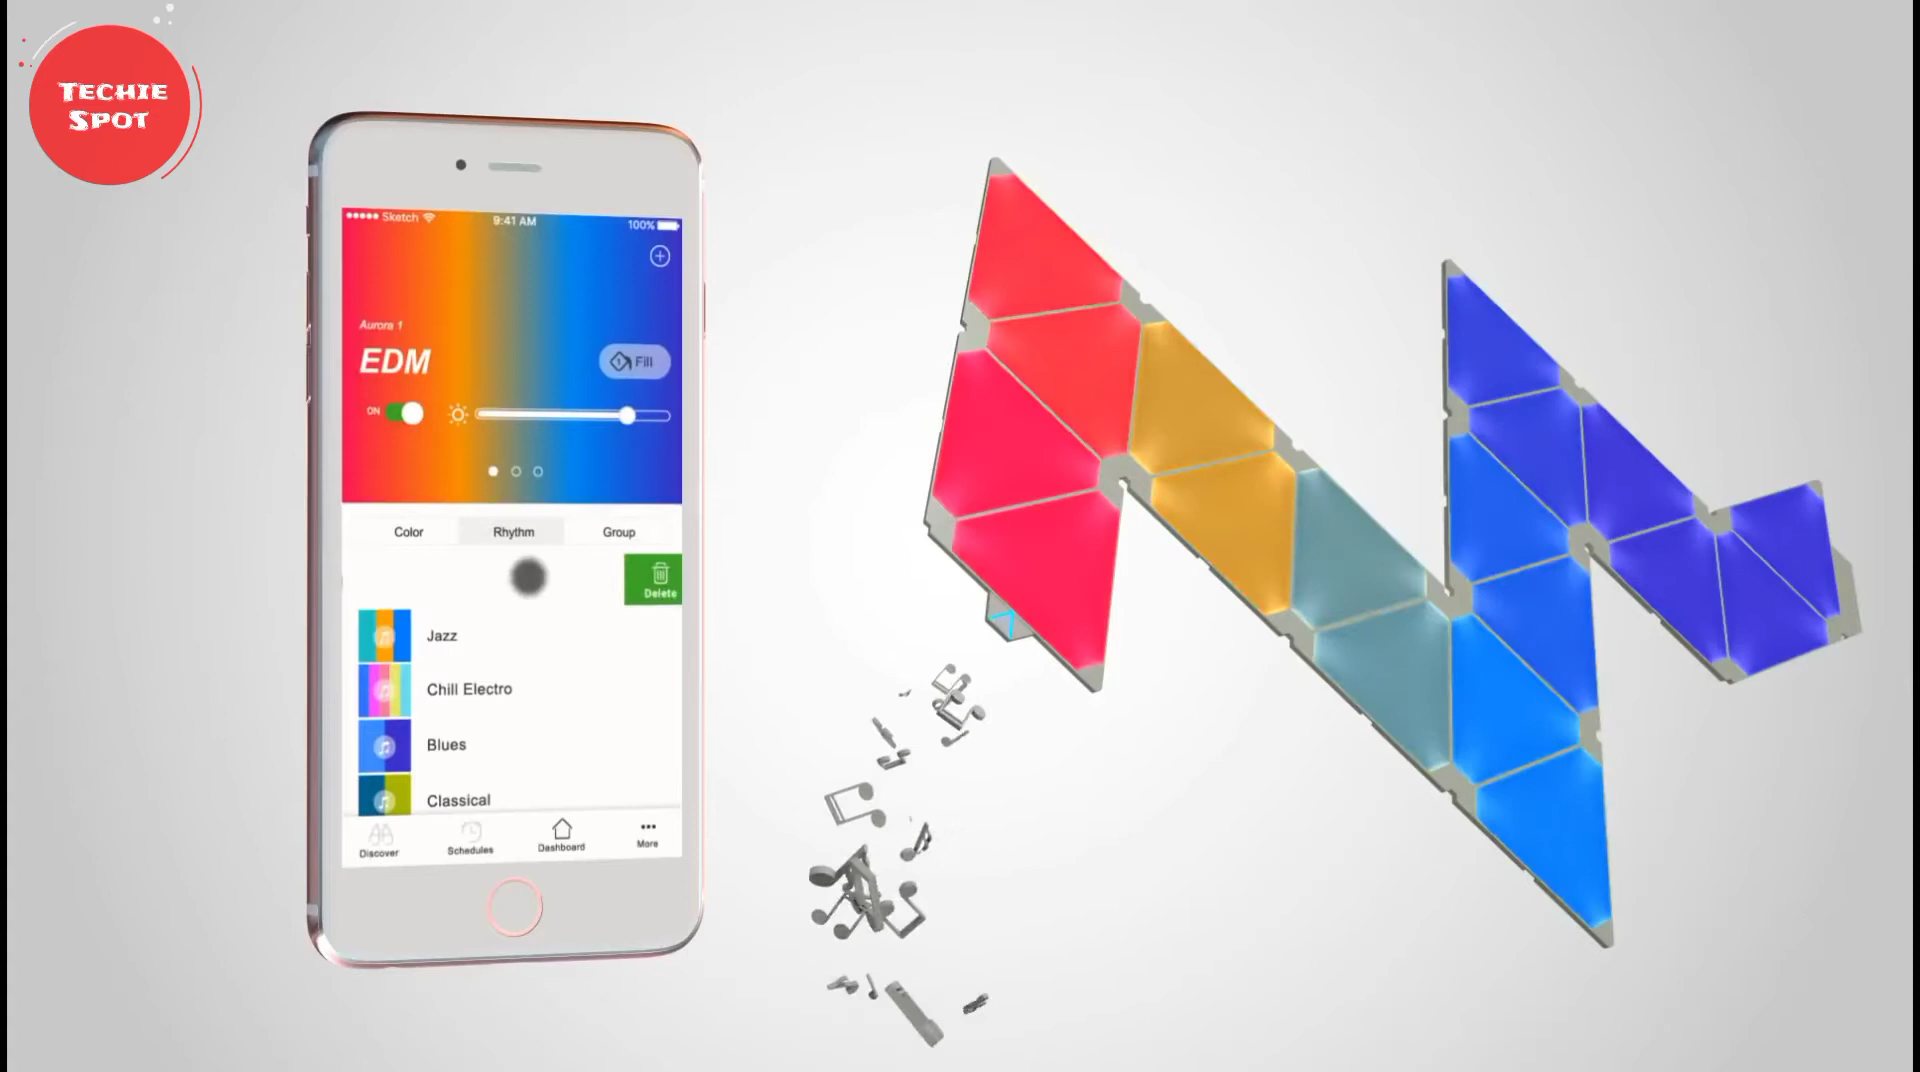 TECHIE
SPOT
Sketch
9:41 AM
100%
Aurora 1
EDM
Fill
ON
Color
Rhythm
Group
Delete
Jazz
Chill Electro
Blues
Classical
Discover
Schedules
Dashboard
More